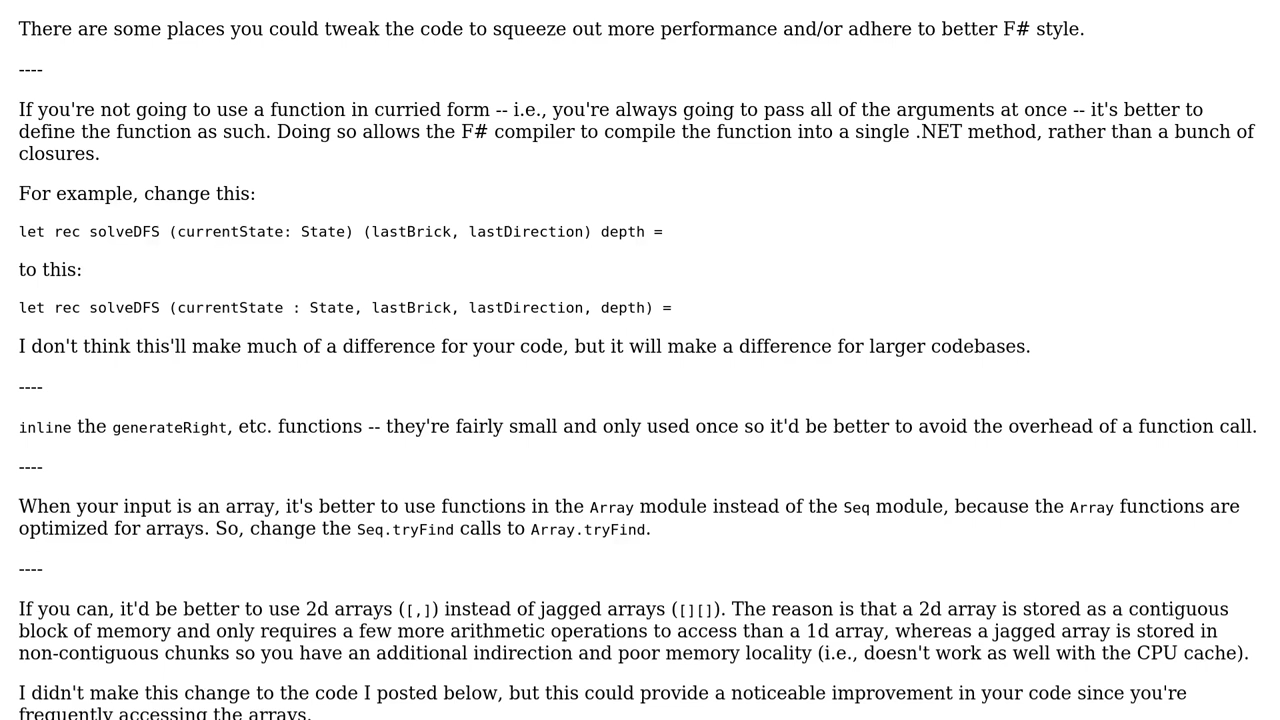 There are some places you could tweak the code to squeeze out more performance and/or adhere to better F# style.
----
If you're not going to use a function in curried form -- i.e., you're always going to pass all of the arguments at once -- it's better to
define the function as such. Doing so allows the F# compiler to compile the function into a single .NET method, rather than a bunch of
closures.
For example, change this:
let rec solveDFS (currentState: State) (lastBrick, lastDirection) depth =
to this:
let rec solveDFS (currentState : State, lastBrick, lastDirection, depth) =
I don't think this'll make much of a difference for your code, but it will make a difference for larger codebases.
----
inline the generateRight, etc. functions -- they're fairly small and only used once so it'd be better to avoid the overhead of a function call.
----
When your input is an array, it's better to use functions in the Array module instead of the Seq module, because the Array functions are
optimized for arrays. So, change the Seq.tryFind calls to Array.tryFind.
----
If you can, it'd be better to use 2d arrays ([,]) instead of jagged arrays ([][]). The reason is that a 2d array is stored as a contiguous
block of memory and only requires a few more arithmetic operations to access than a 1d array, whereas a jagged array is stored in
non-contiguous chunks so you have an additional indirection and poor memory locality (i.e., doesn't work as well with the CPU cache).
I didn't make this change to the code I posted below, but this could provide a noticeable improvement in your code since you're
frequently accessing the arrays.